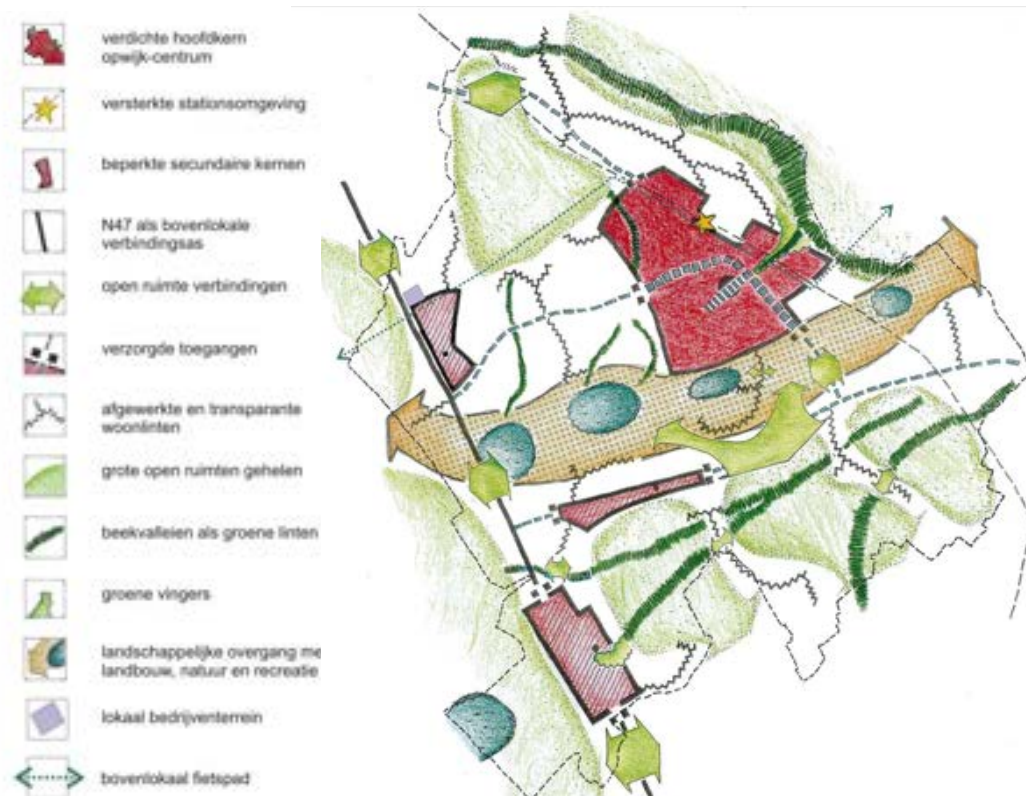 verdichte hoofdkern
opwijk-centrum
versterkte stationsomgeving
beperkte secundaire kernen
N47 als bovenlokale
verbindingsas
open ruimte verbindingen
verzorgde toegangen
afgewerkte en transparante
woonlinten
grote open ruimten gehelen
beekvalleien als groene linten
groene vingers
landschappelijke overgang me
landbouw, natuur en recreatie
lokaal bedrijventerrein
bovenlokaal fietspad